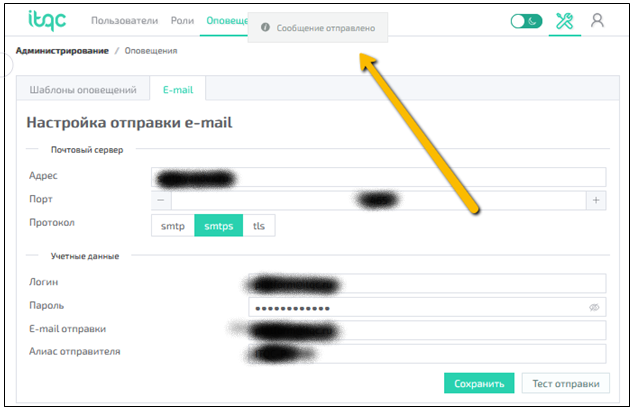 itqc Пользователи Роли Оповеще
Сообщение отправлено
Администрирование / Оповещения
Шаблоны оповещений E-mail
Настройка отправки e-mail
Почтовый сервер
Адрес
Порт − +
Протокол smtp smtps tls
Учетные данные
Логин
Пароль ••••••••••••
E-mail отправки
Алиас отправителя
Сохранить Тест отправки